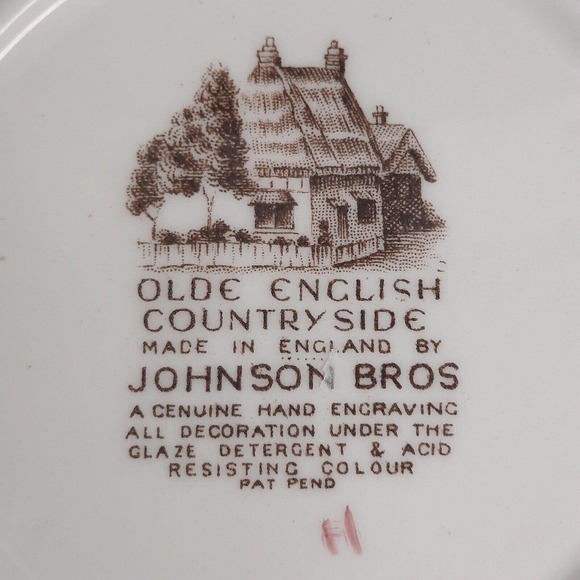 OLDE ENGLISH
COUNTRYSIDE
MADE IN ENGLAND BY
JOHNSON BROS
A GENUINE HAND ENGRAVING
ALL DECORATION UNDER THE
GLAZE DETERGENT & ACID
RESISTING COLOUR
PAT PEND
H